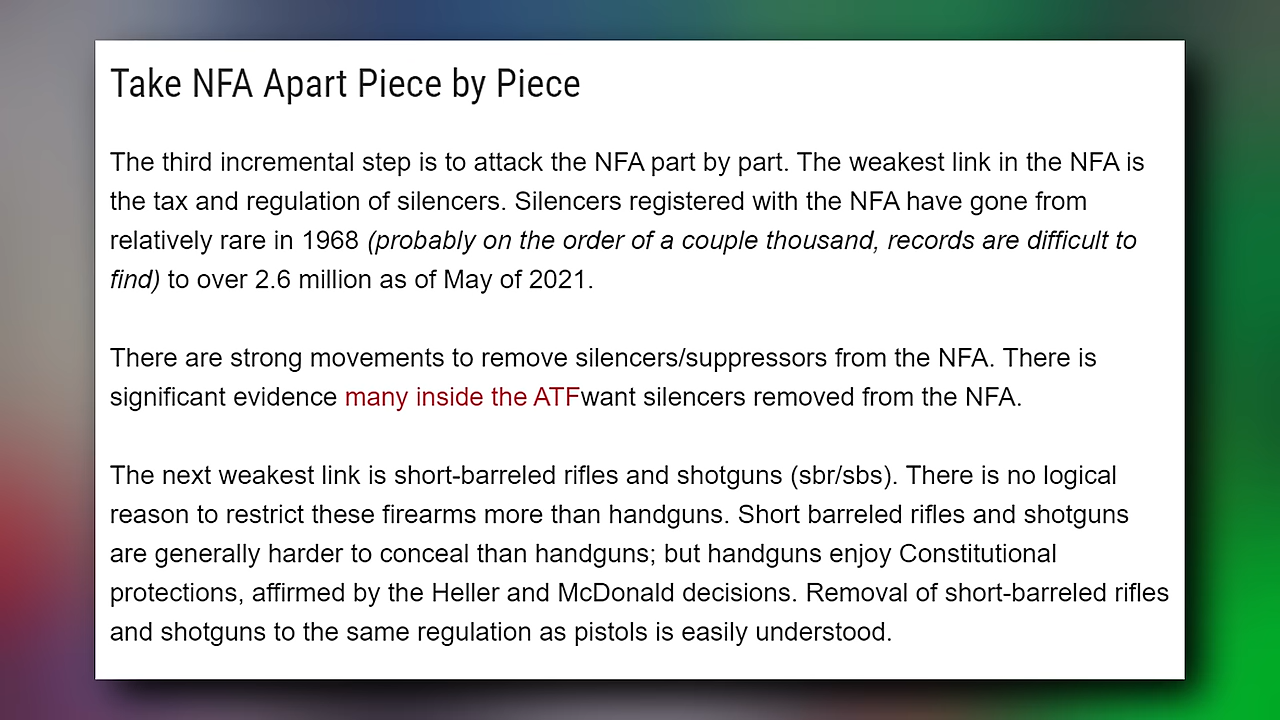 Take NFA Apart Piece by Piece
The third incremental step is to attack the NFA part by part. The weakest link in the NFA is
the tax and regulation of silencers. Silencers registered with the NFA have gone from
relatively rare in 1968 (probably on the order of a couple thousand, records are difficult to
find) to over 2.6 million as of May of 2021.
There are strong movements to remove silencers/suppressors from the NFA. There is
significant evidence many inside the ATFwant silencers removed from the NFA.
The next weakest link is short-barreled rifles and shotguns (sbr/sbs). There is no logical
reason to restrict these firearms more than handguns. Short barreled rifles and shotguns
are generally harder to conceal than handguns; but handguns enjoy Constitutional
protections, affirmed by the Heller and McDonald decisions. Removal of short-barreled rifles
and shotguns to the same regulation as pistols is easily understood.